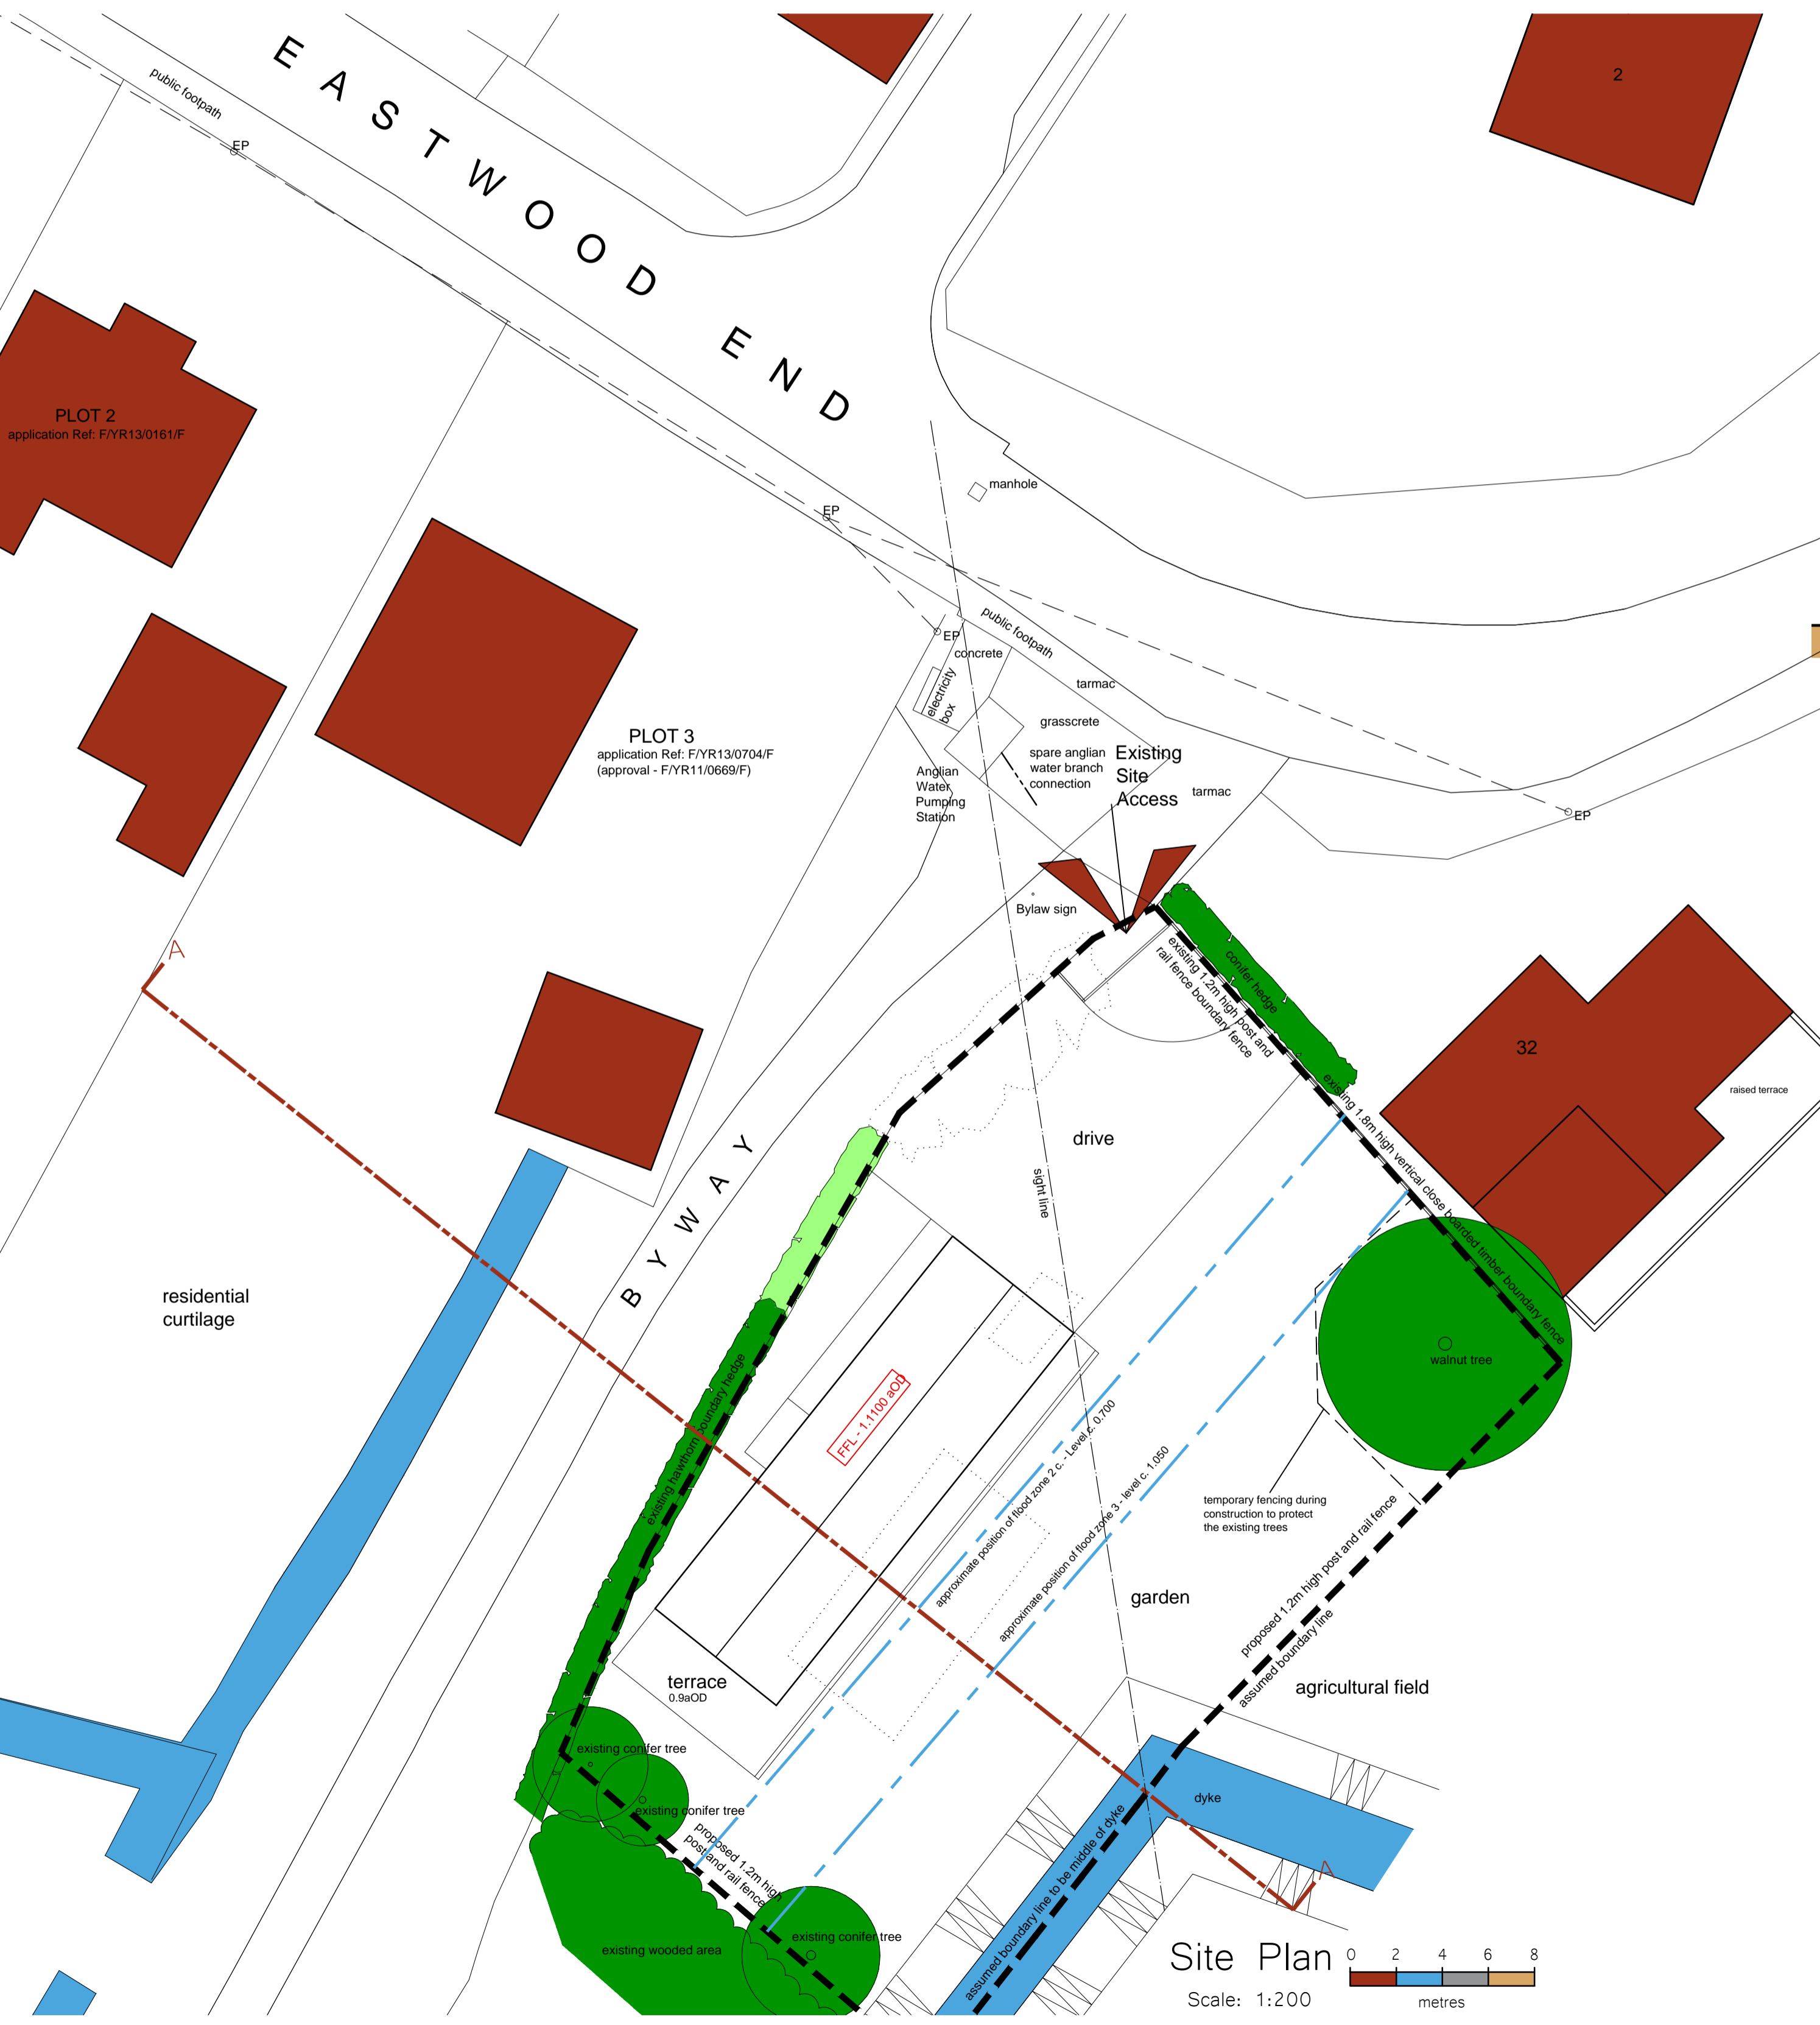 public footpath
EASTWOOD END
2
EP
PLOT 2
application Ref: F/YR13/0161/F
manhole
EP
public footpath
EP
concrete
electricity
box
tarmac
grasscrete
PLOT 3
application Ref: F/YR13/0704/F
(approval - F/YR11/0669/F)
spare anglian
water branch
connection
Existing
Site
Access
Anglian
Water
Pumping
Station
tarmac
EP
Bylaw sign
A
existing 1.2m high post and
rail fence boundary fence
conifer hedge
32
raised terrace
existing 1.8m high vertical close boarded timber boundary fence
drive
sight line
BYWAY
residential
curtilage
walnut tree
existing hawthorn boundary hedge
FFL - 1.1100 aOD
approximate position of flood zone 2 c. - Level c. 0.700
approximate position of flood zone 3 - level c. 1.050
temporary fencing during
construction to protect
the existing trees
garden
proposed 1.2m high post and rail fence
assumed boundary line
terrace
0.9aOD
agricultural field
existing conifer tree
existing conifer tree
proposed 1.2m high
post and rail fence
dyke
assumed boundary line to be middle of dyke
A
existing conifer tree
existing wooded area
Site Plan
Scale: 1:200
0 2 4 6 8
metres